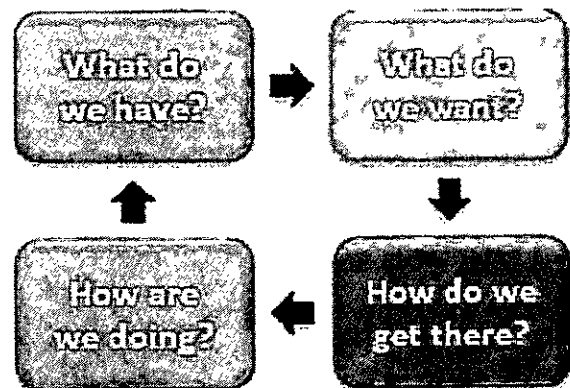 What do
we have?
What do
we want?
How do we
get there?
How are
we doing?